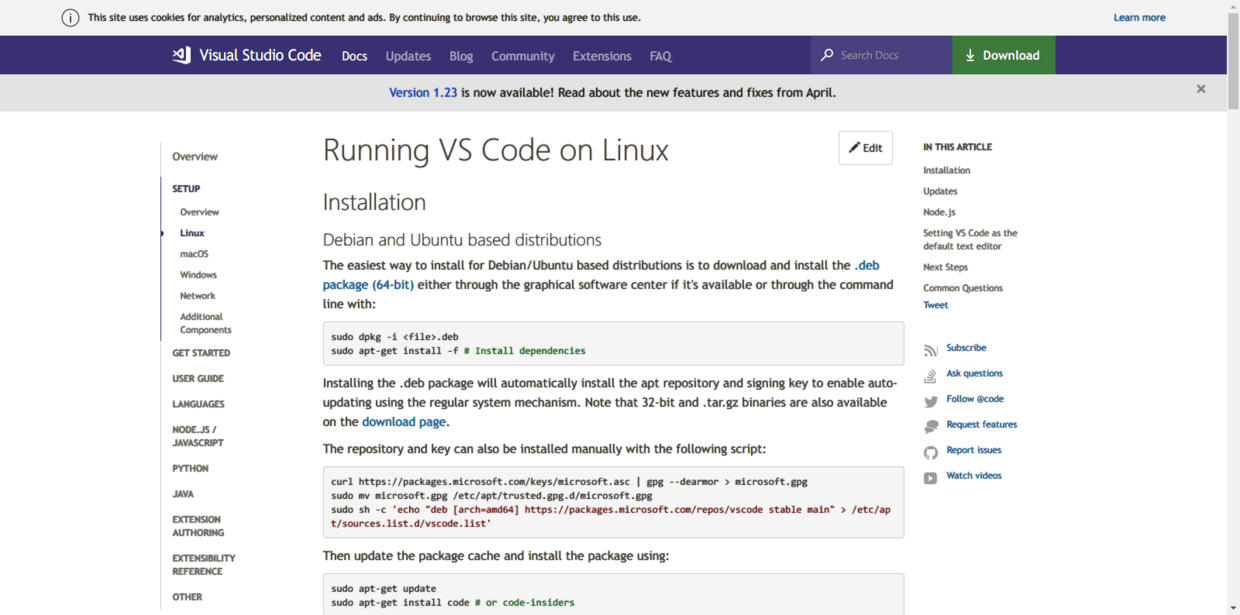 This site uses cookies for analytics, personalized content and ads. By continuing to browse this site, you agree to this use.
Learn more
Visual Studio Code
Docs
Updates
Blog
Community
Extensions
FAQ
Search Docs
Download
Version 1.23 is now available! Read about the new features and fixes from April.
Overview
SETUP
Overview
Linux
macOS
Windows
Network
Additional
Components
GET STARTED
USER GUIDE
LANGUAGES
NODE.JS /
JAVASCRIPT
PYTHON
JAVA
EXTENSION
AUTHORING
EXTENSIBILITY
REFERENCE
OTHER
Running VS Code on Linux
Edit
Installation
Debian and Ubuntu based distributions
The easiest way to install for Debian/Ubuntu based distributions is to download and install the .deb
package (64-bit) either through the graphical software center if it's available or through the command
line with:
sudo dpkg -i <file>.deb
sudo apt-get install -f # Install dependencies
Installing the .deb package will automatically install the apt repository and signing key to enable auto-
updating using the regular system mechanism. Note that 32-bit and .tar.gz binaries are also available
on the download page.
The repository and key can also be installed manually with the following script:
curl https://packages.microsoft.com/keys/microsoft.asc | gpg --dearmor > microsoft.gpg
sudo mv microsoft.gpg /etc/apt/trusted.gpg.d/microsoft.gpg
sudo sh -c 'echo "deb [arch=amd64] https://packages.microsoft.com/repos/vscode stable main" > /etc/ap
t/sources.list.d/vscode.list'
Then update the package cache and install the package using:
sudo apt-get update
sudo apt-get install code # or code-insiders
IN THIS ARTICLE
Installation
Updates
Node.js
Setting VS Code as the
default text editor
Next Steps
Common Questions
Tweet
Subscribe
Ask questions
Follow @code
Request features
Report issues
Watch videos